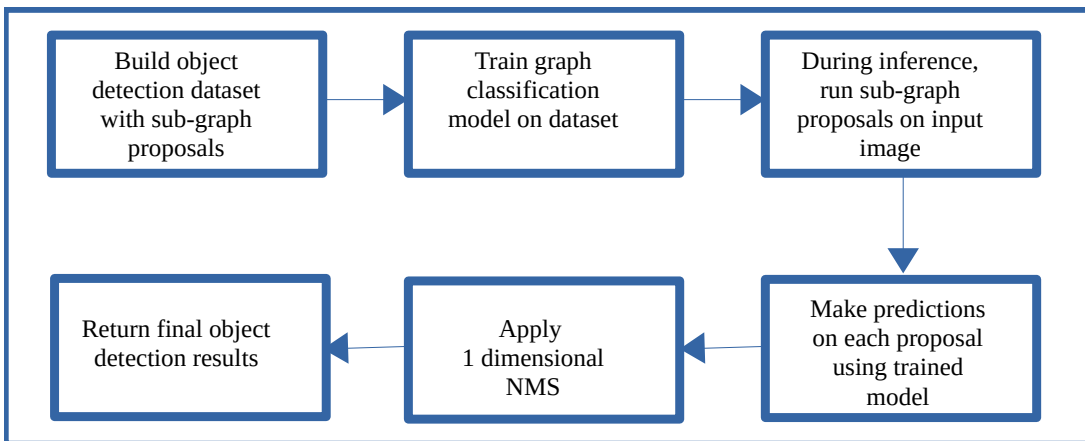 Build object
detection dataset
with sub-graph
proposals
Train graph
classification
model on dataset
During inference,
run sub-graph
proposals on input
image
Make predictions
on each proposal
using trained
model
Apply
1 dimensional
NMS
Return final object
detection results